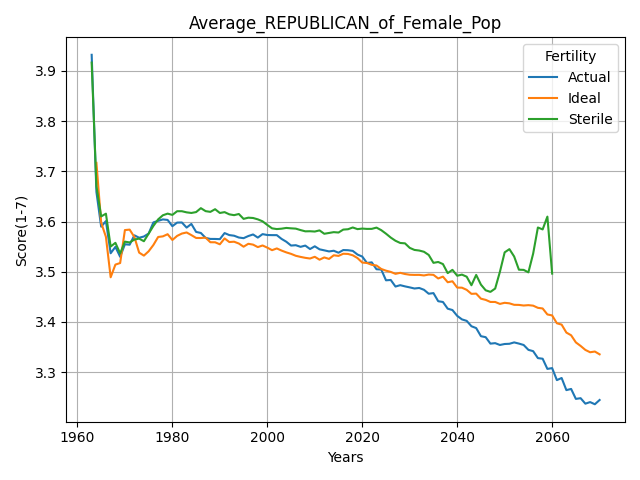 Average_REPUBLICAN_of_Female_Pop
Fertility
Actual
Ideal
Sterile
Score(1-7)
3.9
3.8
3.7
3.6
3.5
3.4
3.3
1960
1980
2000
2020
2040
2060
Years